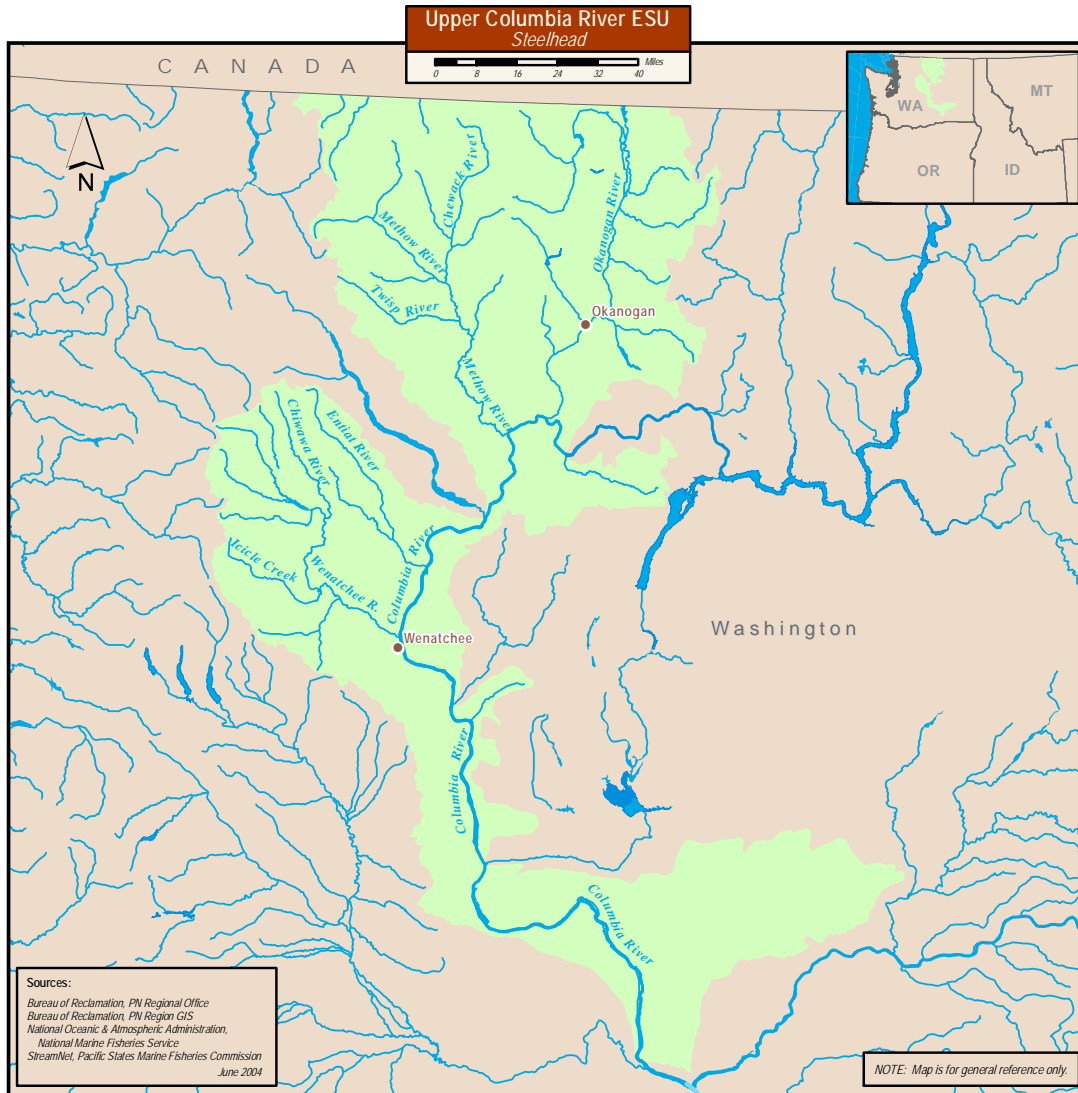 Upper Columbia River ESU
Steelhead
Miles
0 8 16 24 32 40
CANADA
WA
MT
OR
ID
N
Chewack River
Methow River
Okanogan River
Twisp River
Okanogan
Methow River
Entiat River
Chiwawa River
Columbia River
Icicle Creek
Wenatchee R.
Wenatchee
Washington
Columbia River
Columbia River
Sources:
Bureau of Reclamation, PN Regional Office
Bureau of Reclamation, PN Region GIS
National Oceanic & Atmospheric Administration,
National Marine Fisheries Service
StreamNet, Pacific States Marine Fisheries Commission
June 2004
NOTE: Map is for general reference only.